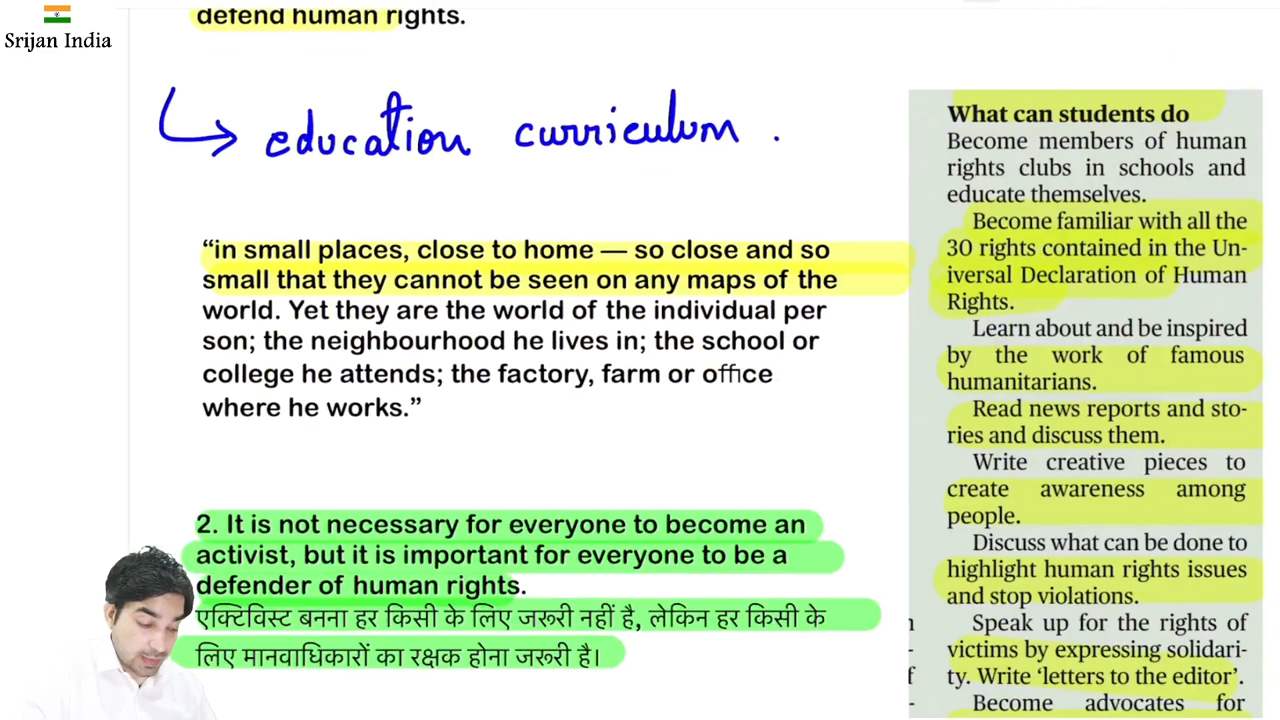 Srijan India
defend human rights.
education curriculum.
“in small places, close to home — so close and so
small that they cannot be seen on any maps of the
world. Yet they are the world of the individual per
son; the neighbourhood he lives in; the school or
college he attends; the factory, farm or office
where he works.”
2. It is not necessary for everyone to become an
activist, but it is important for everyone to be a
defender of human rights.
एक्टिविस्ट बनना हर किसी के लिए जरूरी नहीं है, लेकिन हर किसी के
लिए मानवाधिकारों का रक्षक होना जरूरी है।
What can students do
Become members of human
rights clubs in schools and
educate themselves.
Become familiar with all the
30 rights contained in the Un-
iversal Declaration of Human
Rights.
Learn about and be inspired
by the work of famous
humanitarians.
Read news reports and sto-
ries and discuss them.
Write creative pieces to
create awareness among
people.
Discuss what can be done to
highlight human rights issues
and stop violations.
Speak up for the rights of
victims by expressing solidari-
ty. Write ‘letters to the editor’.
Become advocates for